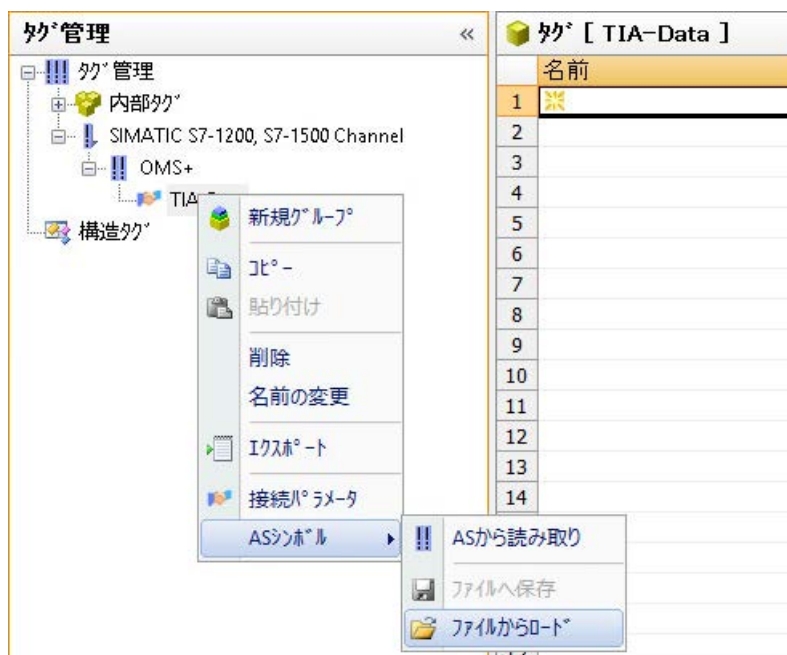 タグ管理 «
タグ管理
内部タグ
SIMATIC S7-1200, S7-1500 Channel
OMS+
構造タグ
新規グループ
コピー
貼り付け
削除
名前の変更
エクスポート
接続パラメータ
ASシンボル
ASから読み取り
ファイルへ保存
ファイルからロード
タグ [ TIA-Data ]
名前
1
2
3
4
5
6
7
8
9
10
11
12
13
14